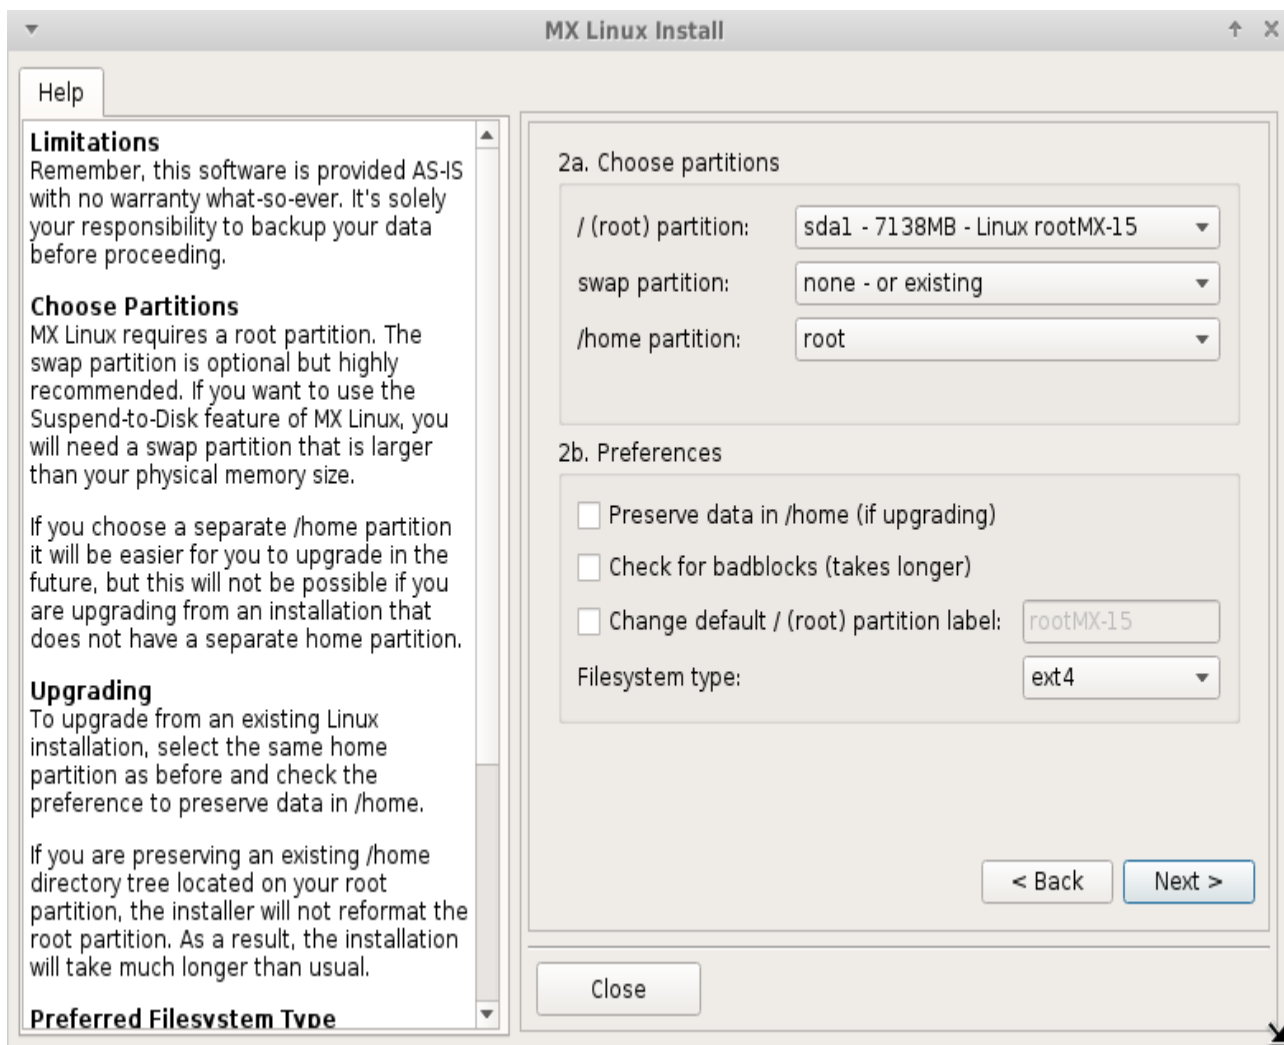 MX Linux Install
Help
Limitations
Remember, this software is provided AS-IS
with no warranty what-so-ever. It's solely
your responsibility to backup your data
before proceeding.
Choose Partitions
MX Linux requires a root partition. The
swap partition is optional but highly
recommended. If you want to use the
Suspend-to-Disk feature of MX Linux, you
will need a swap partition that is larger
than your physical memory size.
If you choose a separate /home partition
it will be easier for you to upgrade in the
future, but this will not be possible if you
are upgrading from an installation that
does not have a separate home partition.
Upgrading
To upgrade from an existing Linux
installation, select the same home
partition as before and check the
preference to preserve data in /home.
If you are preserving an existing /home
directory tree located on your root
partition, the installer will not reformat the
root partition. As a result, the installation
will take much longer than usual.
Preferred Filesystem Type
2a. Choose partitions
/ (root) partition: sda1 - 7138MB - Linux rootMX-15
swap partition: none - or existing
/home partition: root
2b. Preferences
Preserve data in /home (if upgrading)
Check for badblocks (takes longer)
Change default / (root) partition label: rootMX-15
Filesystem type: ext4
< Back Next >
Close